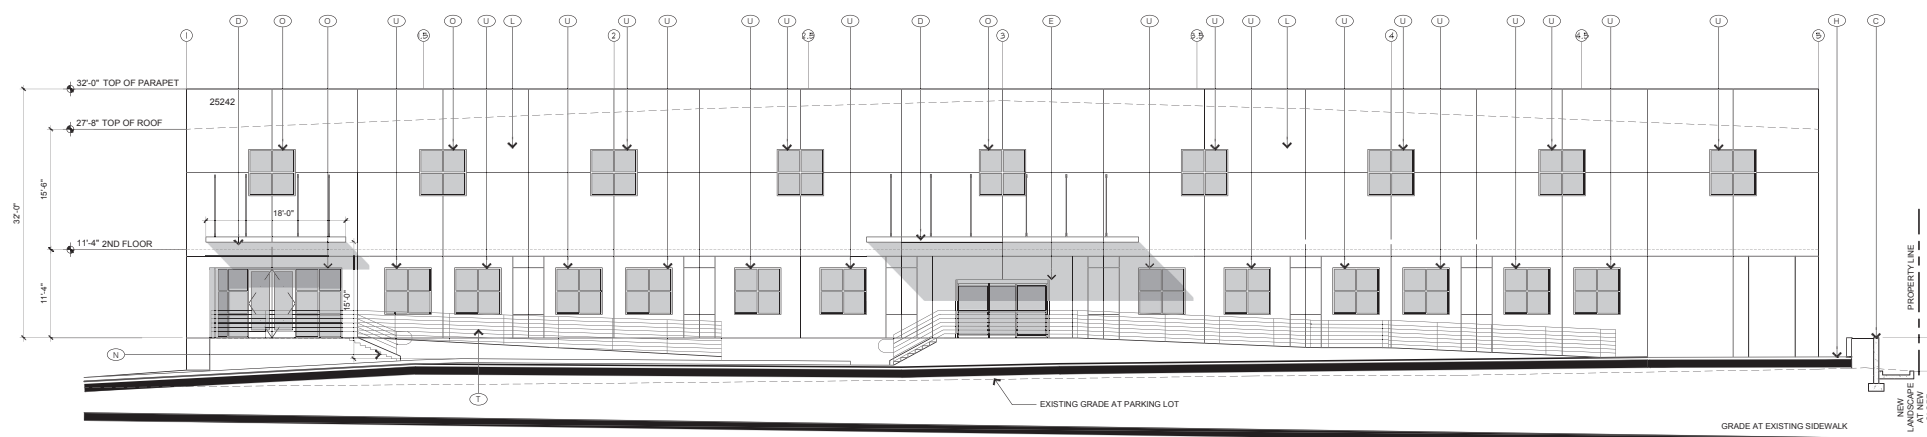 D O O U O U L U U U U U U D O E U U U L U U U U U U U H C
1 1.5 2 2.5 3 3.5 4 4.5 5
32'-0" TOP OF PARAPET
25242
27'-8" TOP OF ROOF
15'-6"
32'-0"
18'-0"
11'-4" 2ND FLOOR
11'-4"
15'-0"
PROPERTY LINE
N
T
EXISTING GRADE AT PARKING LOT
NEW
LANDSCAPE
AT NEW
GRADE AT EXISTING SIDEWALK